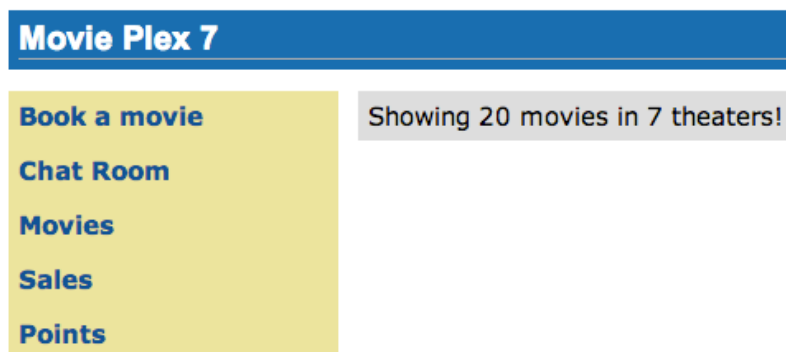 Movie Plex 7
Book a movie
Showing 20 movies in 7 theaters!
Chat Room
Movies
Sales
Points